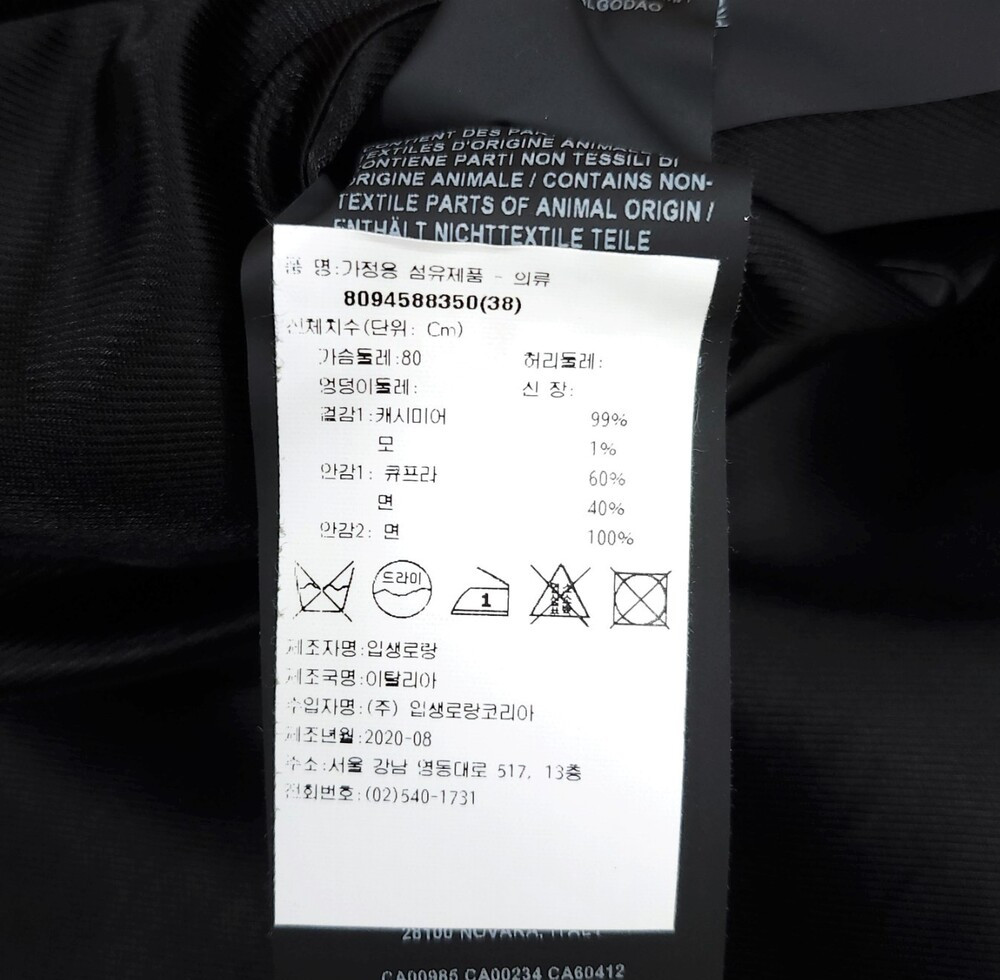 ALGODAO
CONTIENT DES
TEXTILES D'ORIGINE
CONTIENE PARTI NON TESSILI DI
ORIGINE ANIMALE / CONTAINS NON-
TEXTILE PARTS OF ANIMAL ORIGIN /
ENTHÄLT NICHTTEXTILE TEILE
품 명:가정용 섬유제품 - 의류
8094588350(38)
신체치수(단위: Cm)
가슴둘레:80 허리둘레:
엉덩이둘레: 신 장:
겉감1:캐시미어 99%
모 1%
안감1: 큐프라 60%
면 40%
안감2: 면 100%
드라이
1
제조자명:입생로랑
제조국명:이탈리아
수입자명:(주) 입생로랑코리아
제조년월:2020-08
주소:서울 강남 영동대로 517, 13층
전화번호:(02)540-1731
28100 NOVARA, ITALY
CA00985 CA00234 CA60412